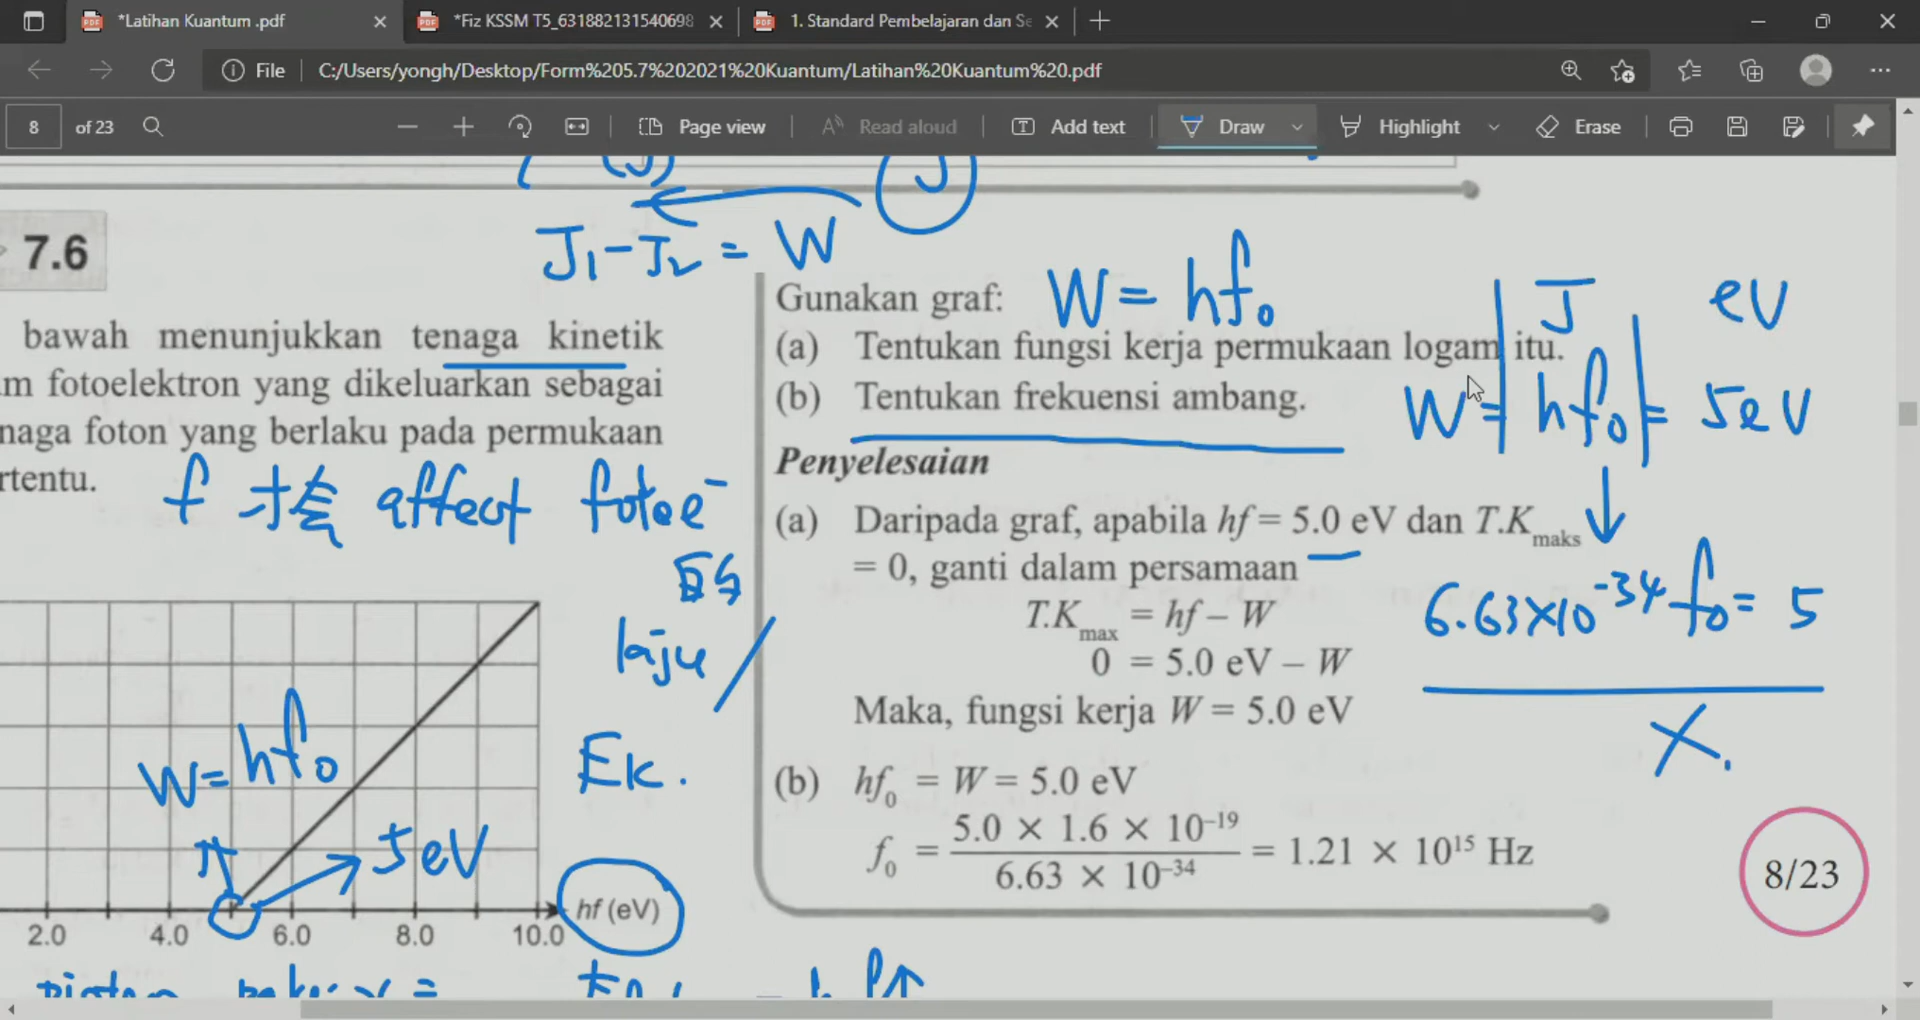 *Latihan Kuantum .pdf
*Fiz KSSM T5_631882131540698
1. Standard Pembelajaran dan Se
File
C:/Users/yongh/Desktop/Form%205.7%202021%20Kuantum/Latihan%20Kuantum%20.pdf
8 of 23
Page view
Read aloud
Add text
Draw
Highlight
Erase
(J)
J
J₁ - J₂ = W
7.6
bawah menunjukkan tenaga kinetik
m fotoelektron yang dikeluarkan sebagai
naga foton yang berlaku pada permukaan
rtentu.
f 才能 affect fotoe⁻
laju
Ek.
W = hf₀
5 eV
hf (eV)
2.0 4.0 6.0 8.0 10.0
Gunakan graf: W = hf₀
(a) Tentukan fungsi kerja permukaan logam itu.
(b) Tentukan frekuensi ambang.
J eV
W = hf₀ = 5eV
6.63×10⁻³⁴ f₀ = 5
Penyelesaian
(a) Daripada graf, apabila hf = 5.0 eV dan T.K maks
= 0, ganti dalam persamaan
T.K max = hf – W
0 = 5.0 eV – W
Maka, fungsi kerja W = 5.0 eV
(b) hf₀ = W = 5.0 eV
f₀ = 5.0 × 1.6 × 10⁻¹⁹ / 6.63 × 10⁻³⁴ = 1.21 × 10¹⁵ Hz
8/23